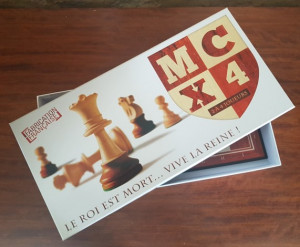 FABRICATION
FRANÇAISE
MC
X4
LE ROI EST MORT... VIVE LA REINE !